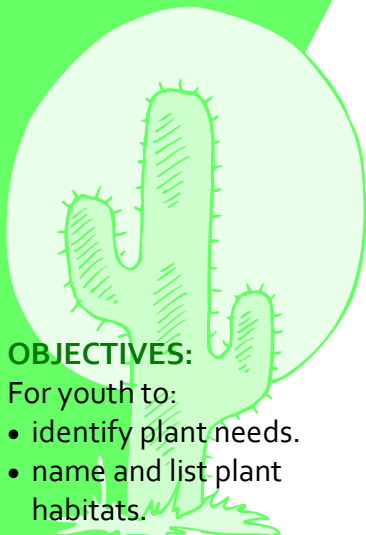 OBJECTIVES:
For youth to:
• identify plant needs.
• name and list plant
habitats.